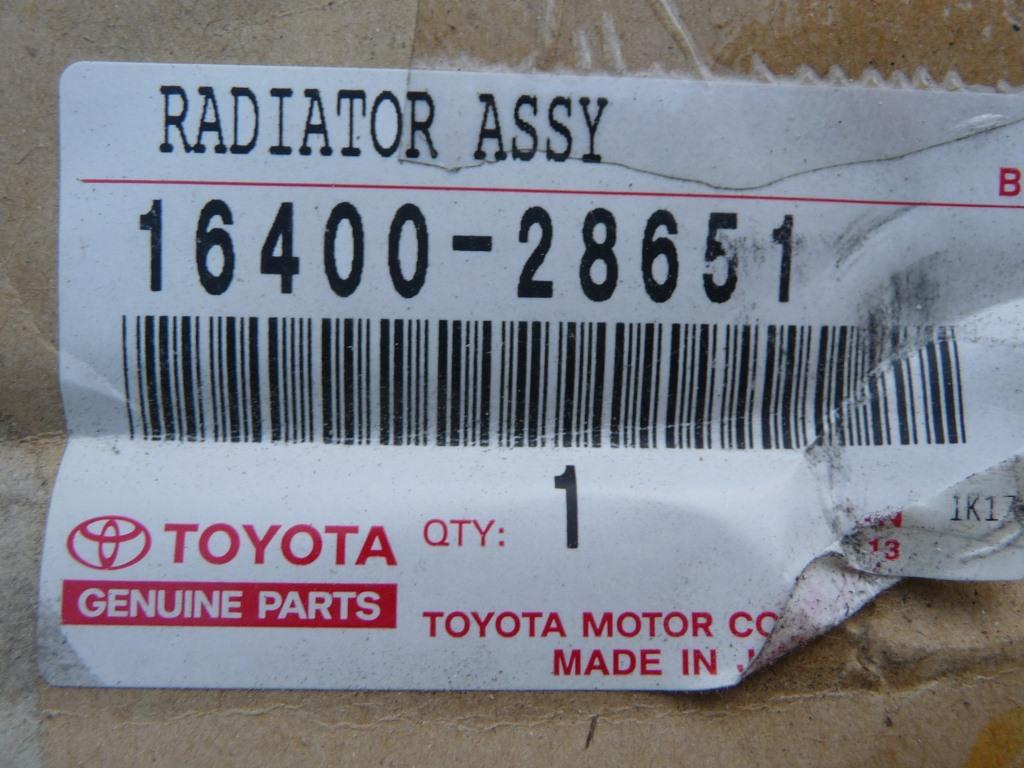 RADIATOR ASSY
B
16400-28651
QTY: 1
1K17
13
TOYOTA
GENUINE PARTS
TOYOTA MOTOR CO
MADE IN J